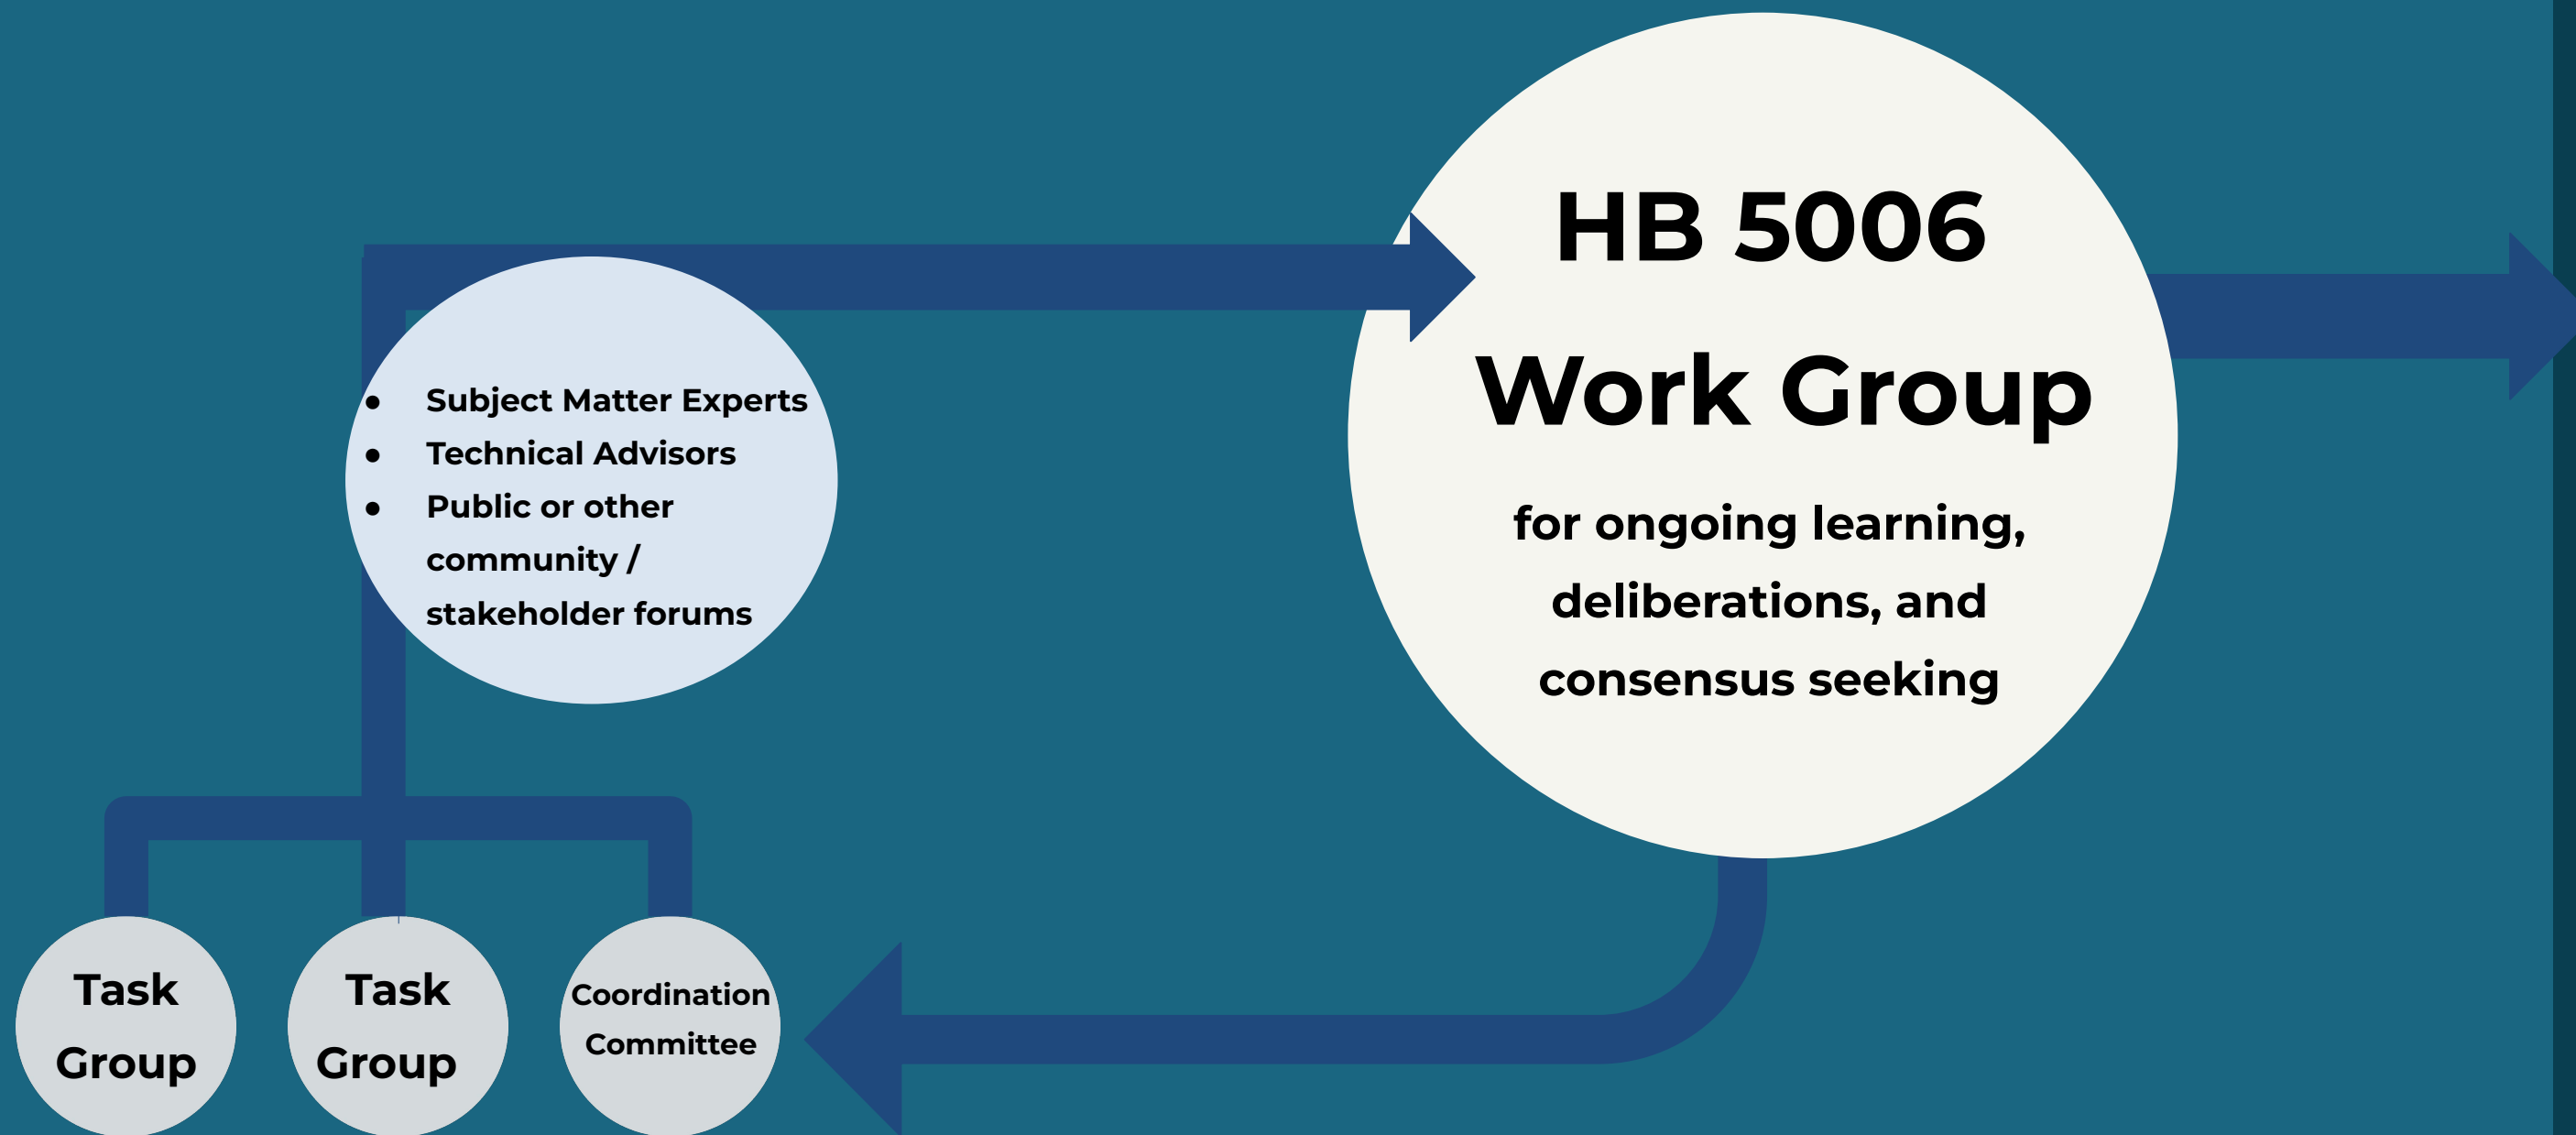 HB 5006
Work Group
for ongoing learning,
deliberations, and
consensus seeking
● Subject Matter Experts
● Technical Advisors
● Public or other
community /
stakeholder forums
Task
Group
Task
Group
Coordination
Committee